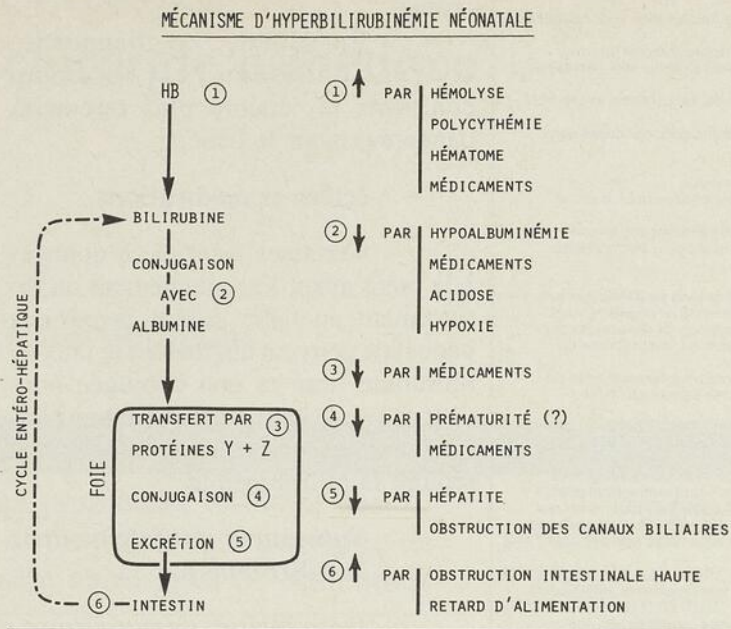 MÉCANISME D'HYPERBILIRUBINÉMIE NÉONATALE
HB ①
BILIRUBINE
CONJUGAISON
AVEC ②
ALBUMINE
TRANSFERT PAR ③
PROTÉINES Y + Z
CONJUGAISON ④
EXCRÉTION ⑤
FOIE
⑥ INTESTIN
CYCLE ENTÉRO-HÉPATIQUE
① ↑ PAR HÉMOLYSE
POLYCYTHÉMIE
HÉMATOME
MÉDICAMENTS
② ↓ PAR HYPOALBUMINÉMIE
MÉDICAMENTS
ACIDOSE
HYPOXIE
③ ↓ PAR MÉDICAMENTS
④ ↓ PAR PRÉMATURITÉ (?)
MÉDICAMENTS
⑤ ↓ PAR HÉPATITE
OBSTRUCTION DES CANAUX BILIAIRES
⑥ ↑ PAR OBSTRUCTION INTESTINALE HAUTE
RETARD D'ALIMENTATION